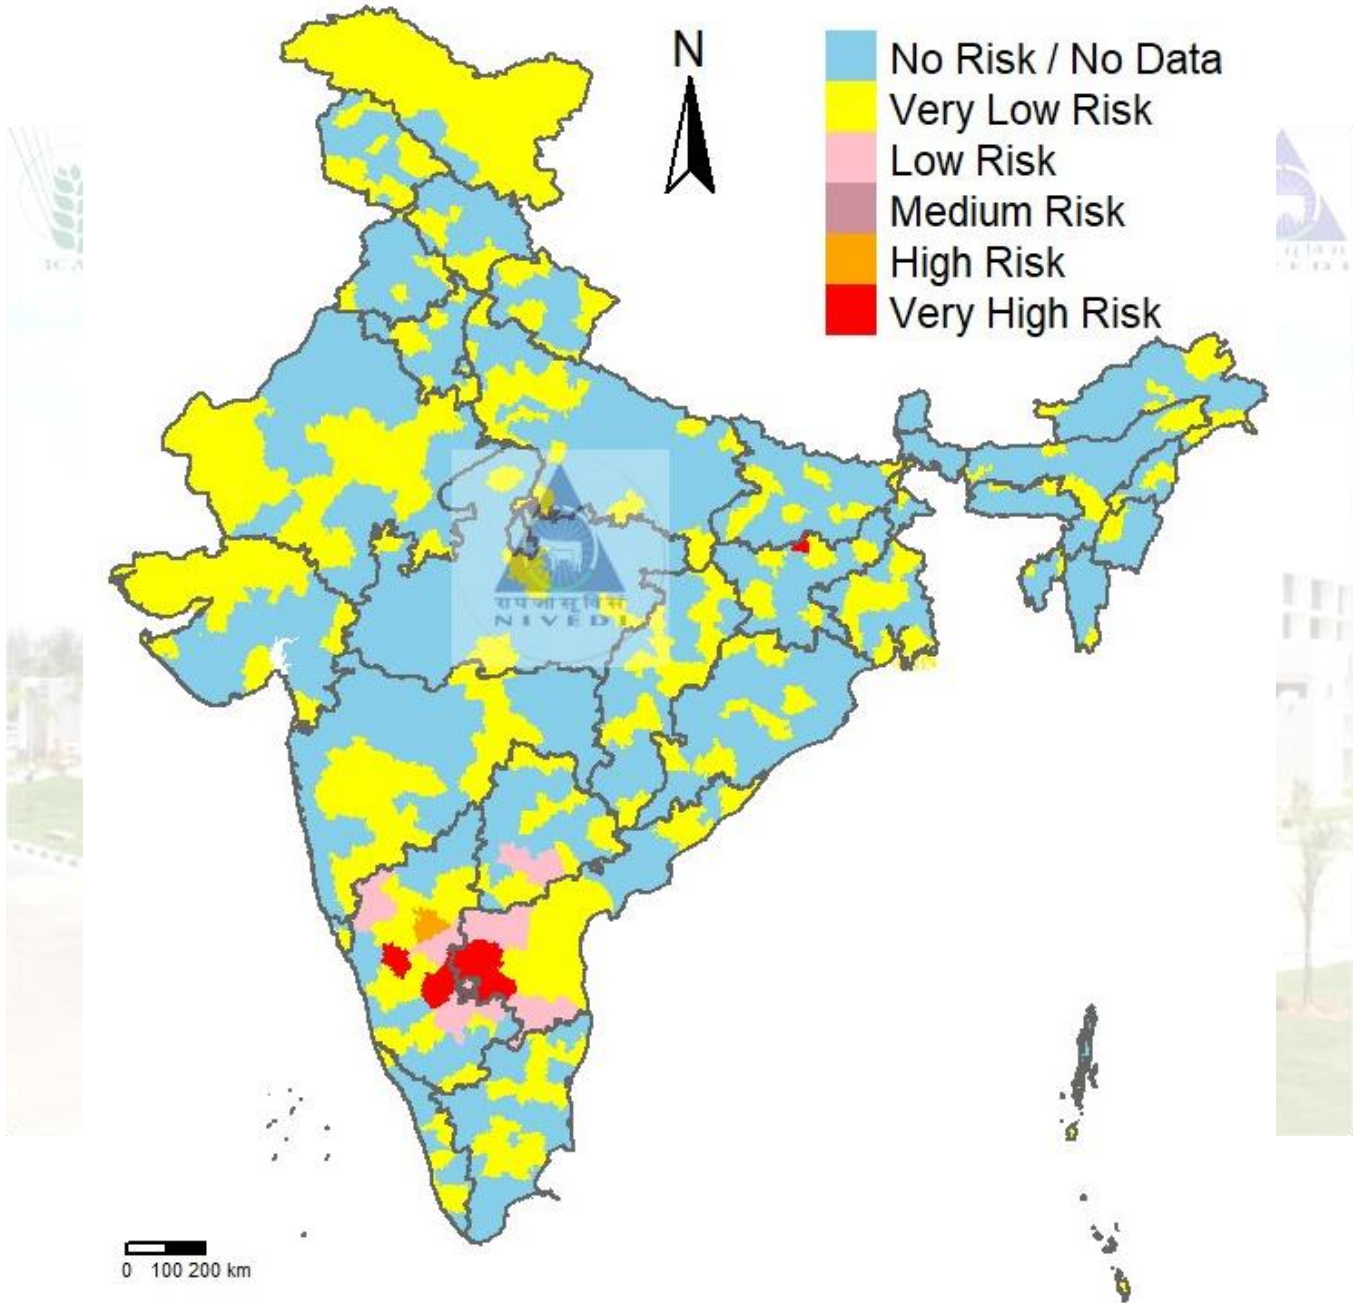 N
No Risk / No Data
Very Low Risk
Low Risk
Medium Risk
High Risk
Very High Risk
रापजसूविसं
NIVEDI
0 100 200 km